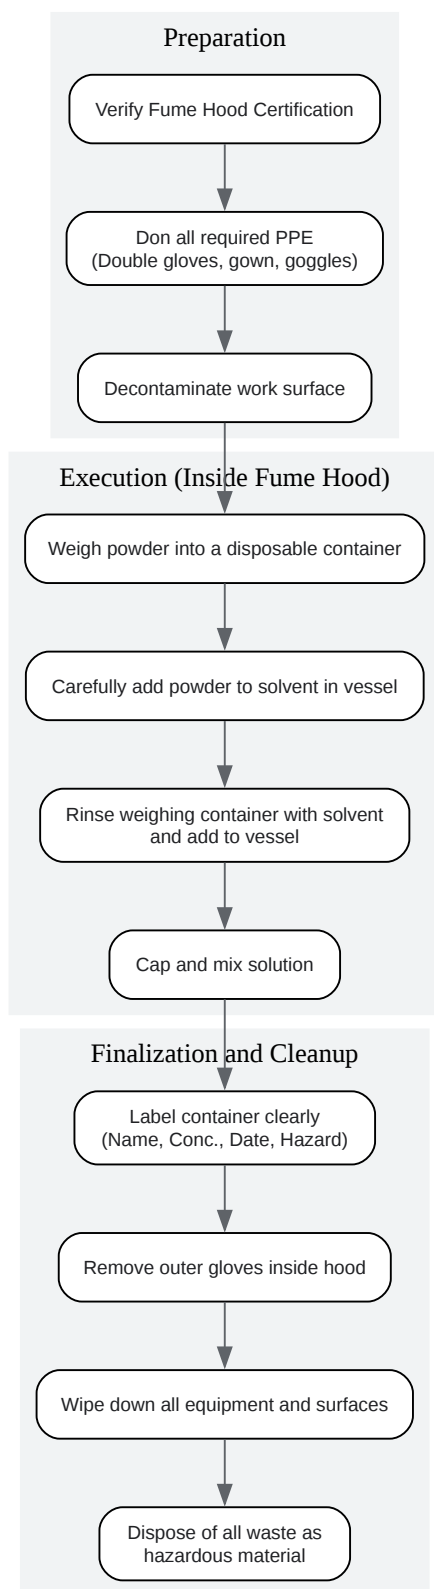 Preparation
Verify Fume Hood Certification
Don all required PPE
(Double gloves, gown, goggles)
Decontaminate work surface
Execution (Inside Fume Hood)
Weigh powder into a disposable container
Carefully add powder to solvent in vessel
Rinse weighing container with solvent
and add to vessel
Cap and mix solution
Finalization and Cleanup
Label container clearly
(Name, Conc., Date, Hazard)
Remove outer gloves inside hood
Wipe down all equipment and surfaces
Dispose of all waste as
hazardous material